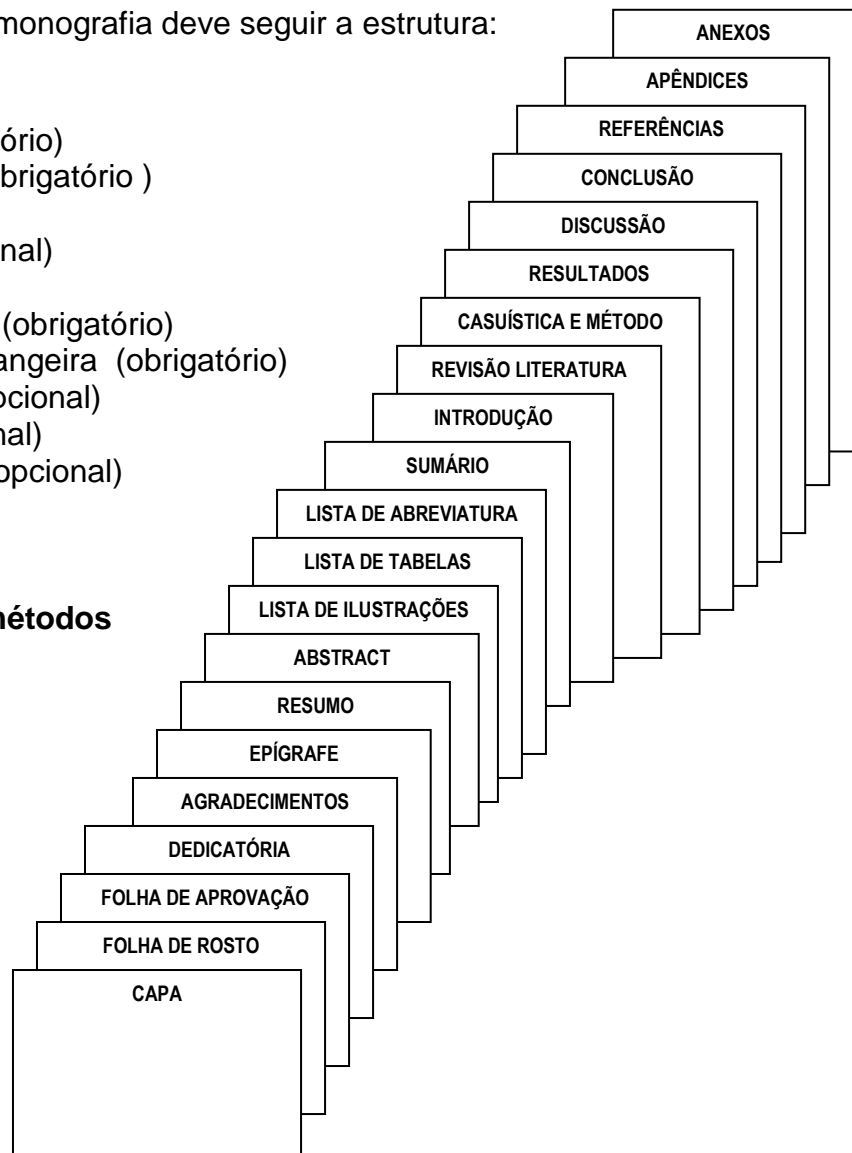 monografia deve seguir a estrutura:
ANEXOS
APÊNDICES
REFERÊNCIAS
ório)
CONCLUSÃO
brigatório )
DISCUSSÃO
nal)
RESULTADOS
CASUÍSTICA E MÉTODO
(obrigatório)
REVISÃO LITERATURA
angeira (obrigatório)
ocional)
INTRODUÇÃO
nal)
SUMÁRIO
opcional)
LISTA DE ABREVIATURA
LISTA DE TABELAS
LISTA DE ILUSTRAÇÕES
nétodos
ABSTRACT
RESUMO
EPÍGRAFE
AGRADECIMENTOS
DEDICATÓRIA
FOLHA DE APROVAÇÃO
FOLHA DE ROSTO
CAPA